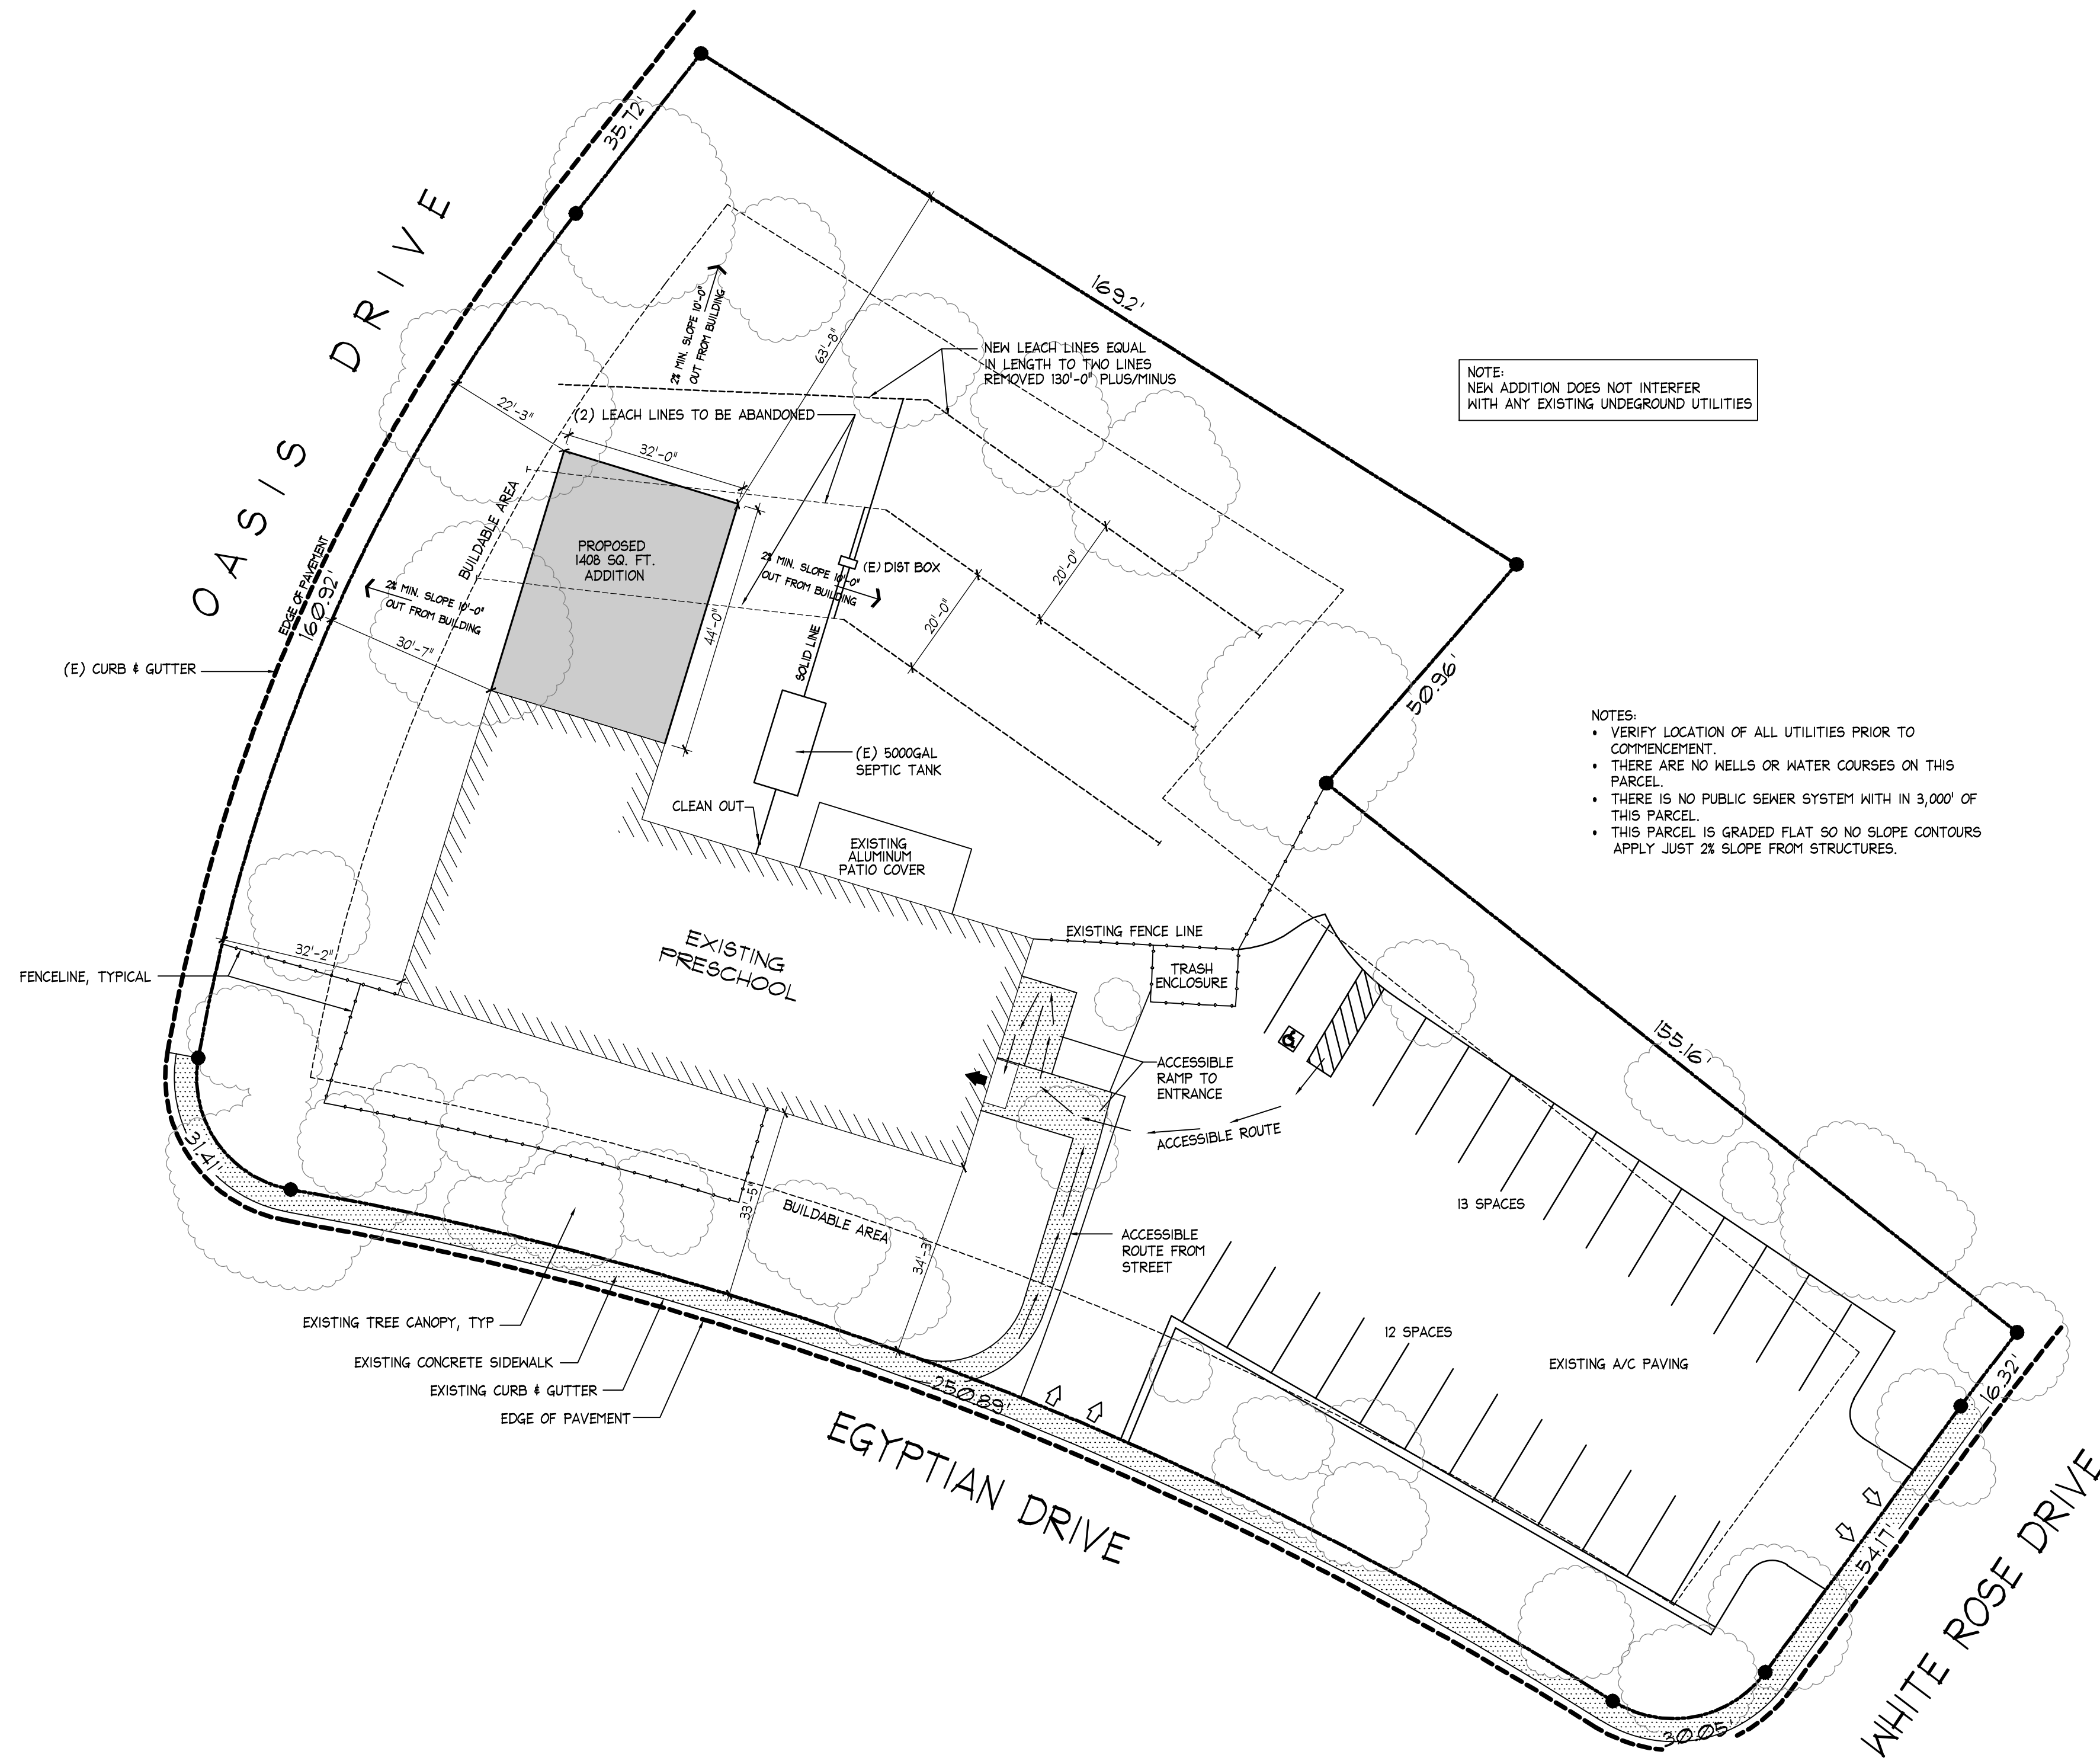 35.72'
OASIS DRIVE
169.2'
2% MIN. SLOPE 10'-0"
OUT FROM BUILDING
63'-8"
NEW LEACH LINES EQUAL
IN LENGTH TO TWO LINES
REMOVED 130'-0" PLUS/MINUS
NOTE:
NEW ADDITION DOES NOT INTERFER
WITH ANY EXISTING UNDEGROUND UTILITIES
22'-3"
(2) LEACH LINES TO BE ABANDONED
32'-0"
BUILDABLE AREA
PROPOSED
1408 SQ. FT.
ADDITION
2% MIN. SLOPE 10'-0"
OUT FROM BUILDING
(E) DIST BOX
20'-0"
20'-0"
EDGE OF PAVEMENT
160.92'
2% MIN. SLOPE 10'-0"
OUT FROM BUILDING
44'-0"
30'-7"
SOLID LINE
(E) CURB & GUTTER
50.96'
NOTES:
• VERIFY LOCATION OF ALL UTILITIES PRIOR TO
COMMENCEMENT.
• THERE ARE NO WELLS OR WATER COURSES ON THIS
PARCEL.
• THERE IS NO PUBLIC SEWER SYSTEM WITH IN 3,000' OF
THIS PARCEL.
• THIS PARCEL IS GRADED FLAT SO NO SLOPE CONTOURS
APPLY JUST 2% SLOPE FROM STRUCTURES.
(E) 5000GAL
SEPTIC TANK
CLEAN OUT
EXISTING
ALUMINUM
PATIO COVER
EXISTING
PRESCHOOL
EXISTING FENCE LINE
TRASH
ENCLOSURE
32'-2"
FENCELINE, TYPICAL
155.16'
ACCESSIBLE
RAMP TO
ENTRANCE
ACCESSIBLE ROUTE
31.41'
13 SPACES
33'-5"
BUILDABLE AREA
34'-3"
ACCESSIBLE
ROUTE FROM
STREET
EXISTING TREE CANOPY, TYP
EXISTING CONCRETE SIDEWALK
EXISTING CURB & GUTTER
EDGE OF PAVEMENT
12 SPACES
EXISTING A/C PAVING
16.32'
250.89'
EGYPTIAN DRIVE
54.17'
WHITE ROSE DRIVE
30.05'